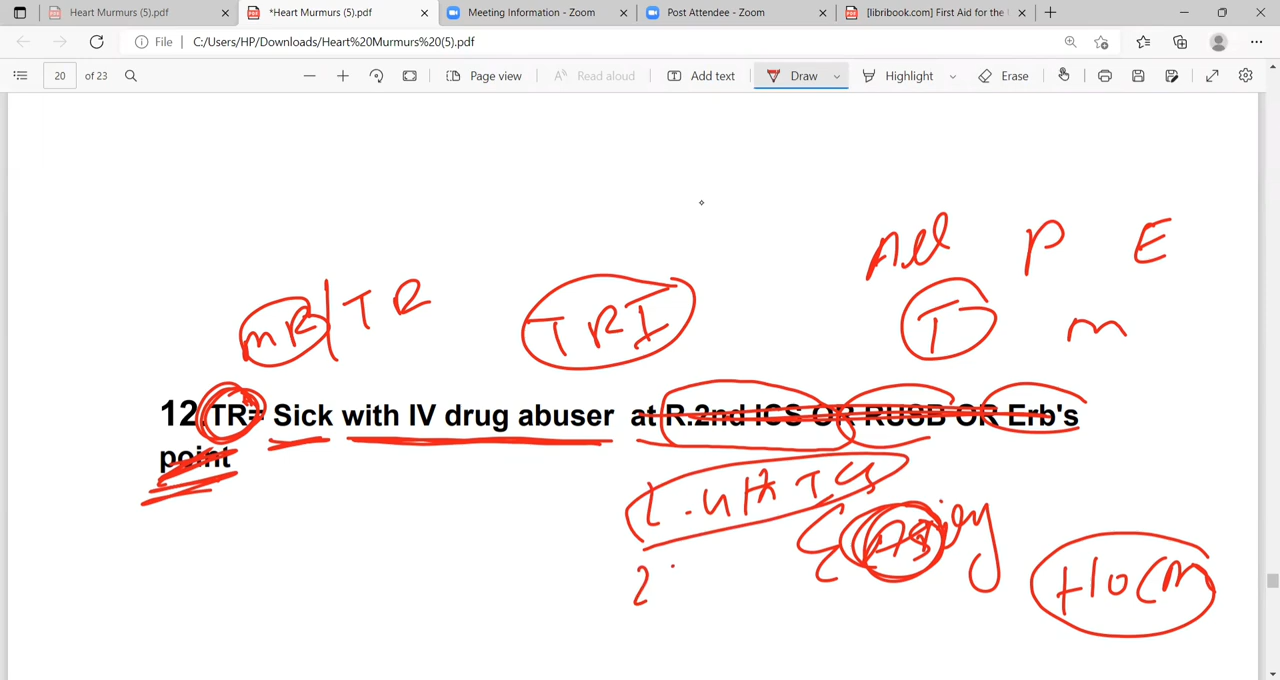 Heart Murmurs (5).pdf
*Heart Murmurs (5).pdf
Meeting Information - Zoom
Post Attendee - Zoom
[libribook.com] First Aid for the
File C:/Users/HP/Downloads/Heart%20Murmurs%20(5).pdf
20 of 23
Page view
Read aloud
Add text
Draw
Highlight
Erase
P E
MR TR TRI T m
12.TR= Sick with IV drug abuser at R.2nd ICS OR RUSB OR Erb's
point
L.4th ICS
HOCM
2